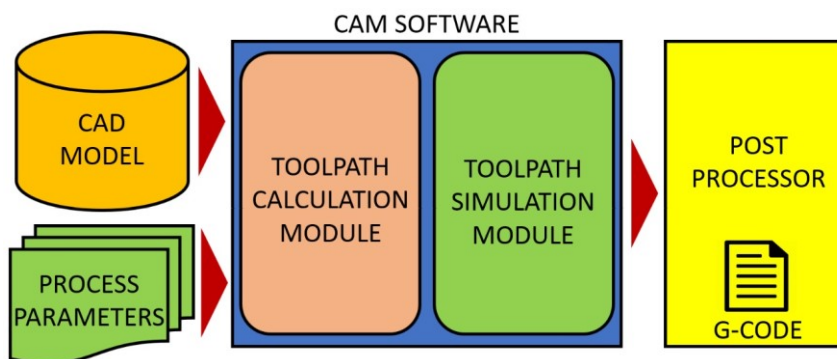 CAM SOFTWARE
CAD
MODEL
PROCESS
PARAMETERS
TOOLPATH
CALCULATION
MODULE
TOOLPATH
SIMULATION
MODULE
POST
PROCESSOR
G-CODE